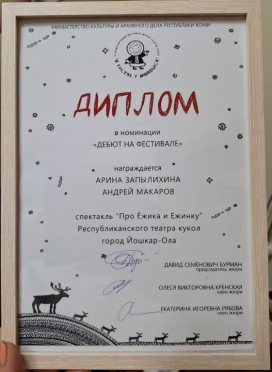 МИНИСТЕРСТВО КУЛЬТУРЫ И АРХИВНОГО ДЕЛА РЕСПУБЛИКИ КОМИ
ДИПЛОМ
в номинации
«ДЕБЮТ НА ФЕСТИВАЛЕ»
награждается
АРИНА ЗАПЫЛИХИНА
АНДРЕЙ МАКАРОВ
спектакль "Про Ёжика и Ежинку"
Республиканского театра кукол
город Йошкар-Ола
ДАВИД СЕМЁНОВИЧ БУРМАН
председатель жюри
ОЛЕСЯ ВИКТОРОВНА КРЕНСКАЯ
член жюри
ЕКАТЕРИНА ИГОРЕВНА РЯБОВА
член жюри